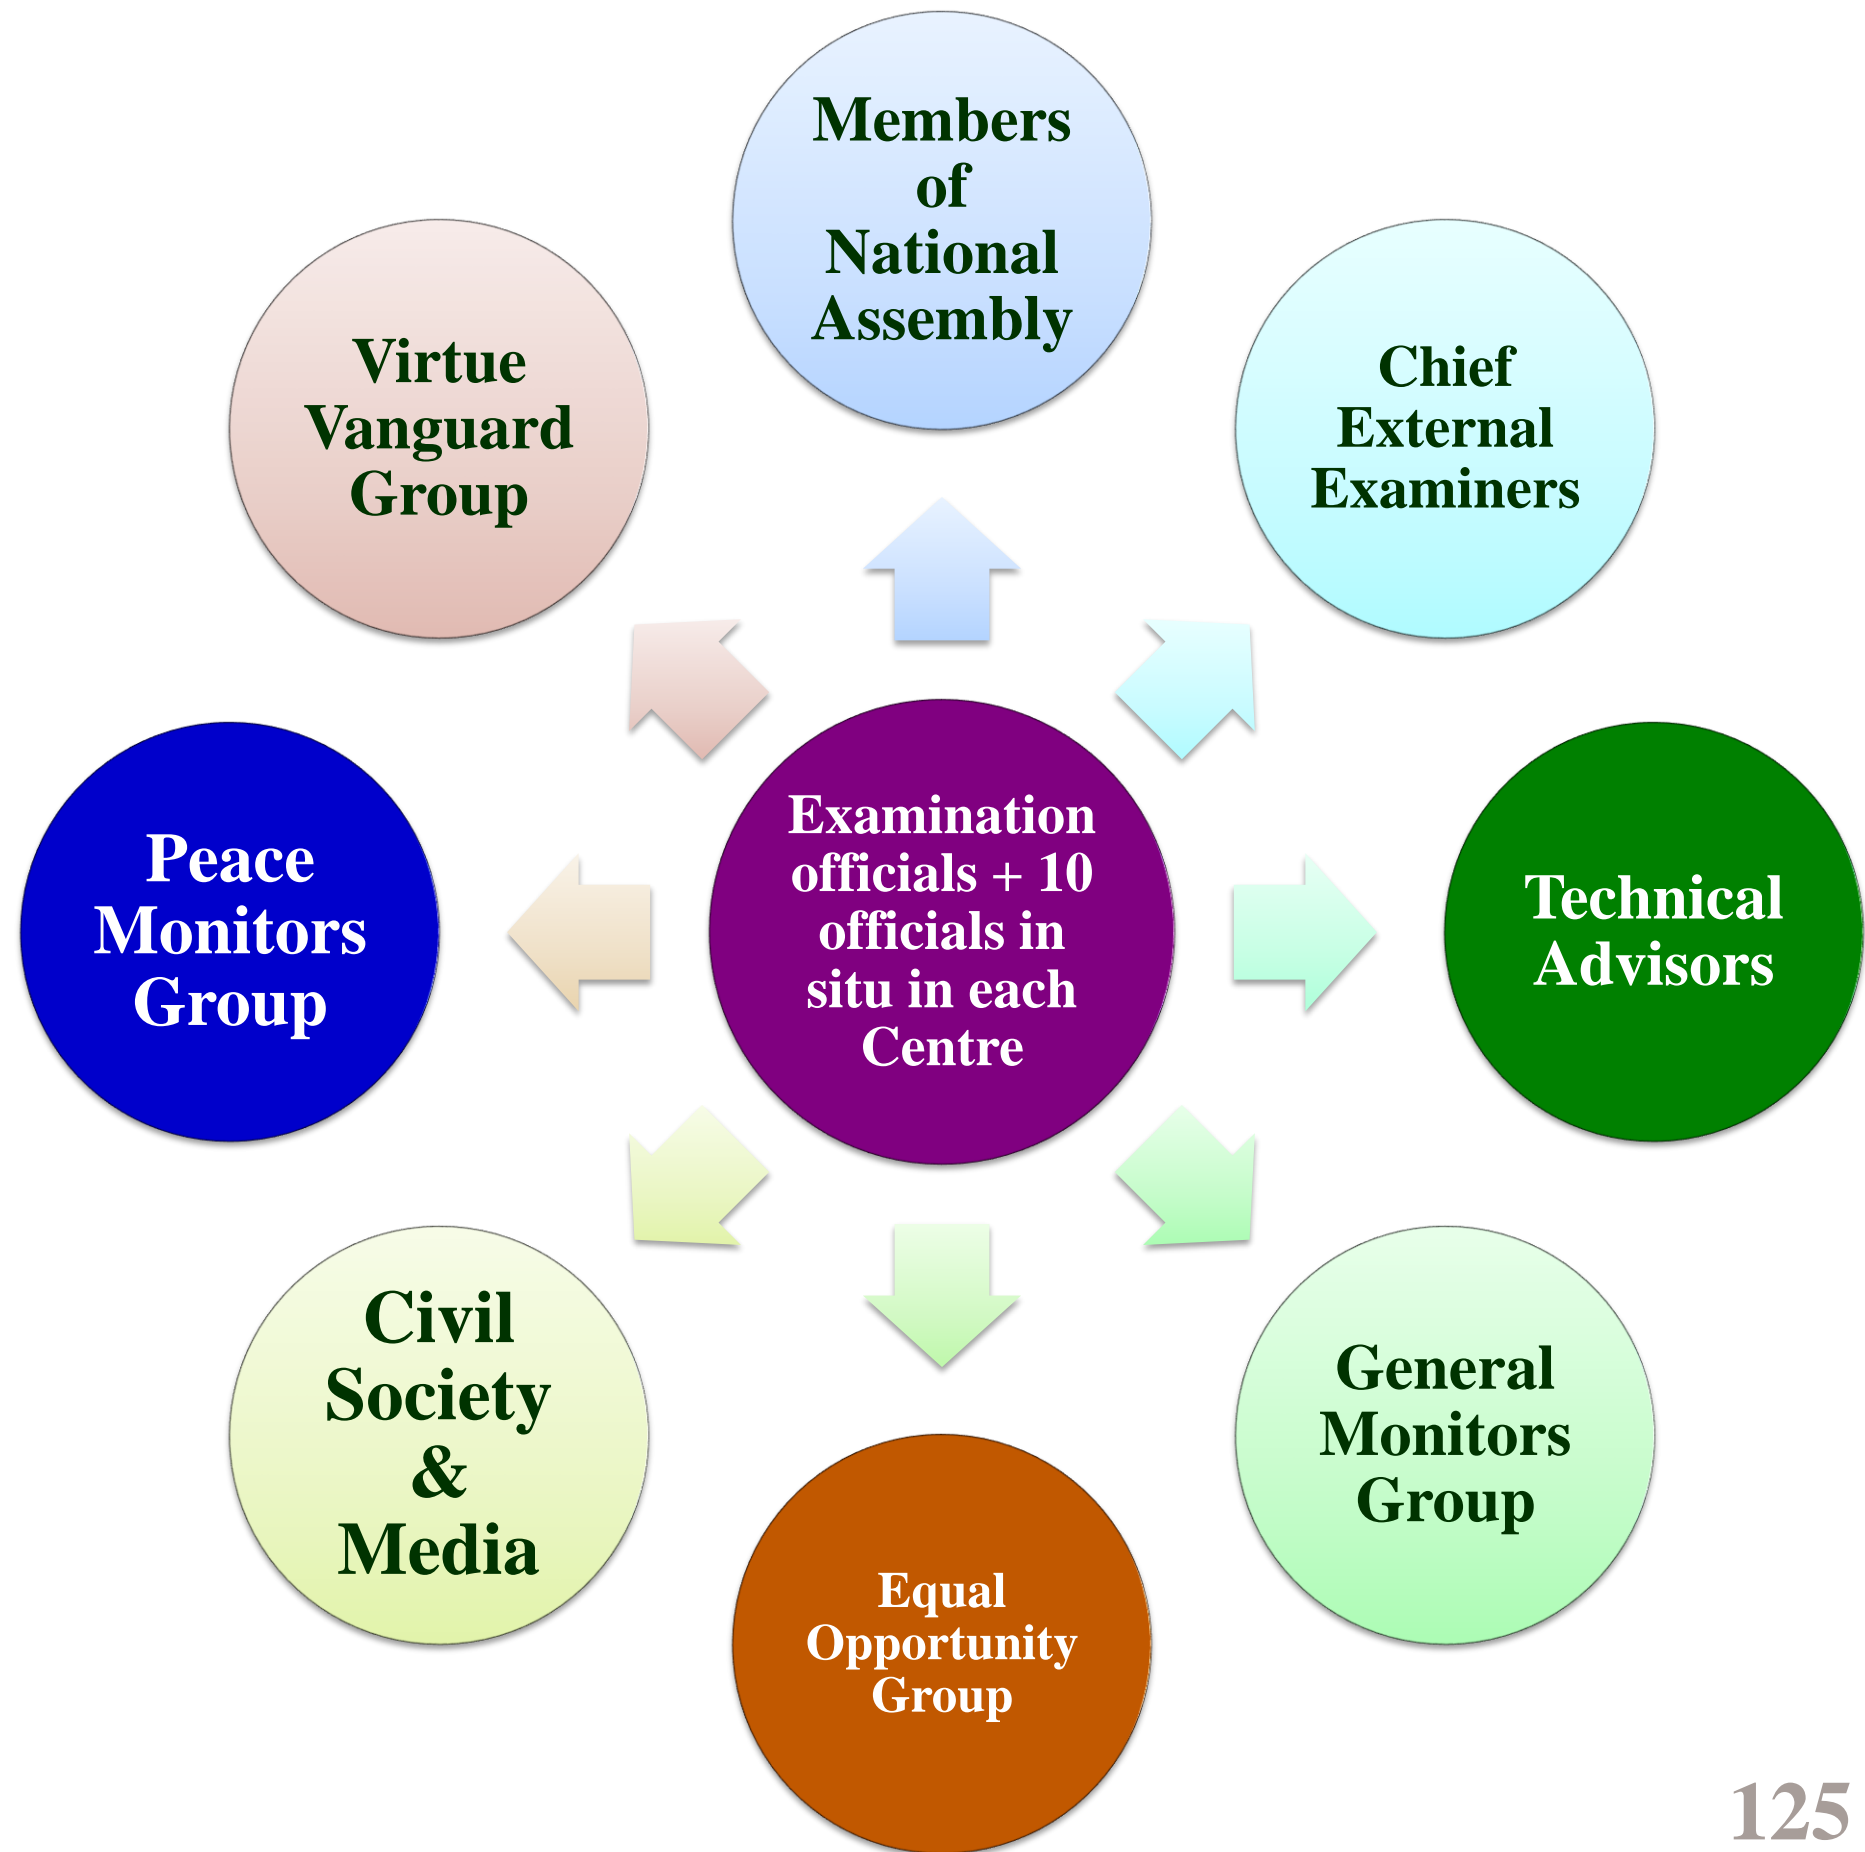 Members
of
National
Assembly
Chief
External
Examiners
Technical
Advisors
General
Monitors
Group
Equal
Opportunity
Group
Civil
Society
&
Media
Peace
Monitors
Group
Virtue
Vanguard
Group
Examination
officials + 10
officials in
situ in each
Centre
125